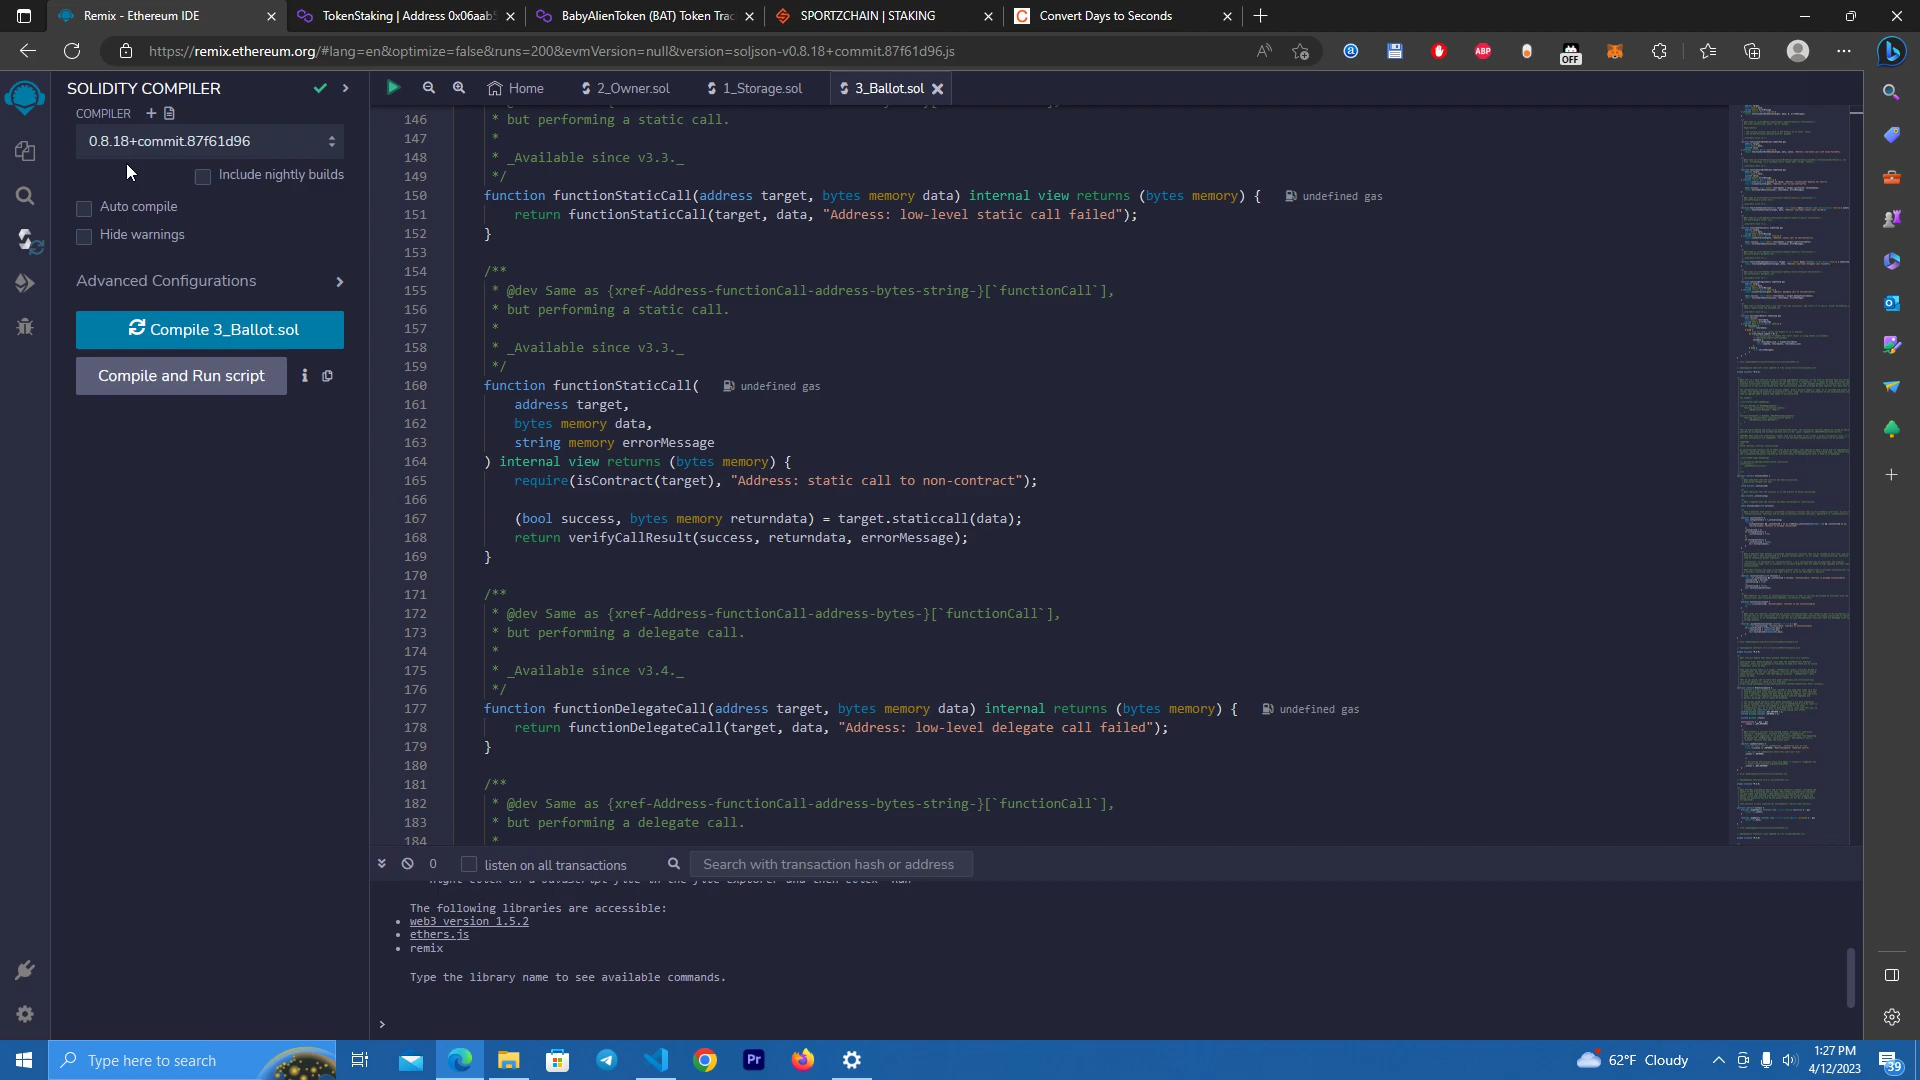 Remix - Ethereum IDE
TokenStaking | Address 0x06aab5
BabyAlienToken (BAT) Token Trac
SPORTZCHAIN | STAKING
Convert Days to Seconds
https://remix.ethereum.org/#lang=en&optimize=false&runs=200&evmVersion=null&version=soljson-v0.8.18+commit.87f61d96.js
ABP
OFF
SOLIDITY COMPILER
COMPILER
0.8.18+commit.87f61d96
Include nightly builds
Auto compile
Hide warnings
Advanced Configurations
Compile 3_Ballot.sol
Compile and Run script
Home
2_Owner.sol
1_Storage.sol
3_Ballot.sol
146 * but performing a static call.
147 *
148 * _Available since v3.3._
149 */
150 function functionStaticCall(address target, bytes memory data) internal view returns (bytes memory) { undefined gas
151 return functionStaticCall(target, data, "Address: low-level static call failed");
152 }
153
154 /**
155 * @dev Same as {xref-Address-functionCall-address-bytes-string-}[`functionCall`],
156 * but performing a static call.
157 *
158 * _Available since v3.3._
159 */
160 function functionStaticCall( undefined gas
161 address target,
162 bytes memory data,
163 string memory errorMessage
164 ) internal view returns (bytes memory) {
165 require(isContract(target), "Address: static call to non-contract");
166
167 (bool success, bytes memory returndata) = target.staticcall(data);
168 return verifyCallResult(success, returndata, errorMessage);
169 }
170
171 /**
172 * @dev Same as {xref-Address-functionCall-address-bytes-}[`functionCall`],
173 * but performing a delegate call.
174 *
175 * _Available since v3.4._
176 */
177 function functionDelegateCall(address target, bytes memory data) internal returns (bytes memory) { undefined gas
178 return functionDelegateCall(target, data, "Address: low-level delegate call failed");
179 }
180
181 /**
182 * @dev Same as {xref-Address-functionCall-address-bytes-string-}[`functionCall`],
183 * but performing a delegate call.
184 *
0
listen on all transactions
Search with transaction hash or address
The following libraries are accessible:
• web3 version 1.5.2
• ethers.js
• remix
Type the library name to see available commands.
>
Type here to search
Pr
62°F Cloudy
1:27 PM
4/12/2023
39